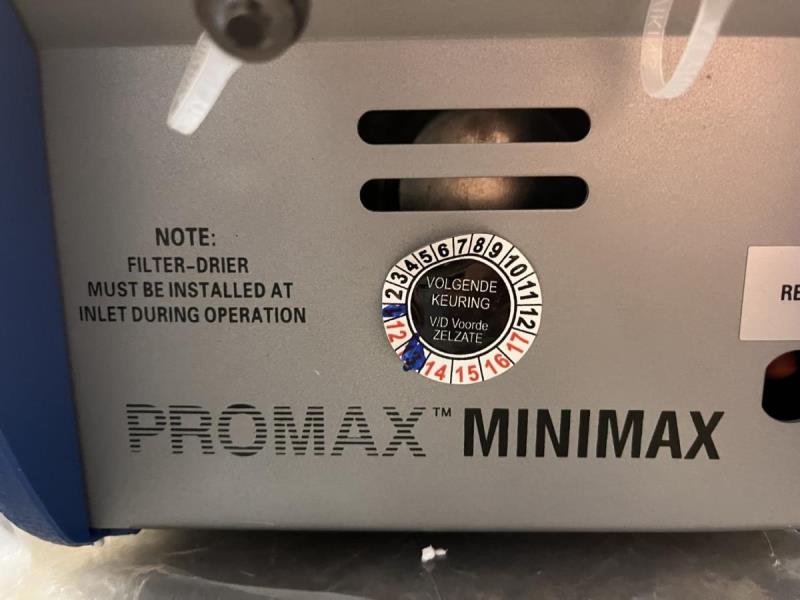 NOTE:
FILTER-DRIER
MUST BE INSTALLED AT
INLET DURING OPERATION
2 3 4 5 6 7 8 9 10 11 12
12 14 15 16 17
VOLGENDE
KEURING
V/D Voorde
ZELZATE
RE
PROMAX™ MINIMAX